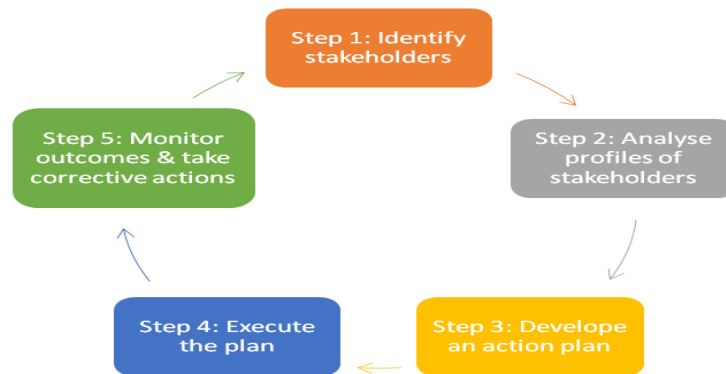 Step 1: Identify
stakeholders
Step 2: Analyse
profiles of
stakeholders
Step 3: Develope
an action plan
Step 4: Execute
the plan
Step 5: Monitor
outcomes & take
corrective actions